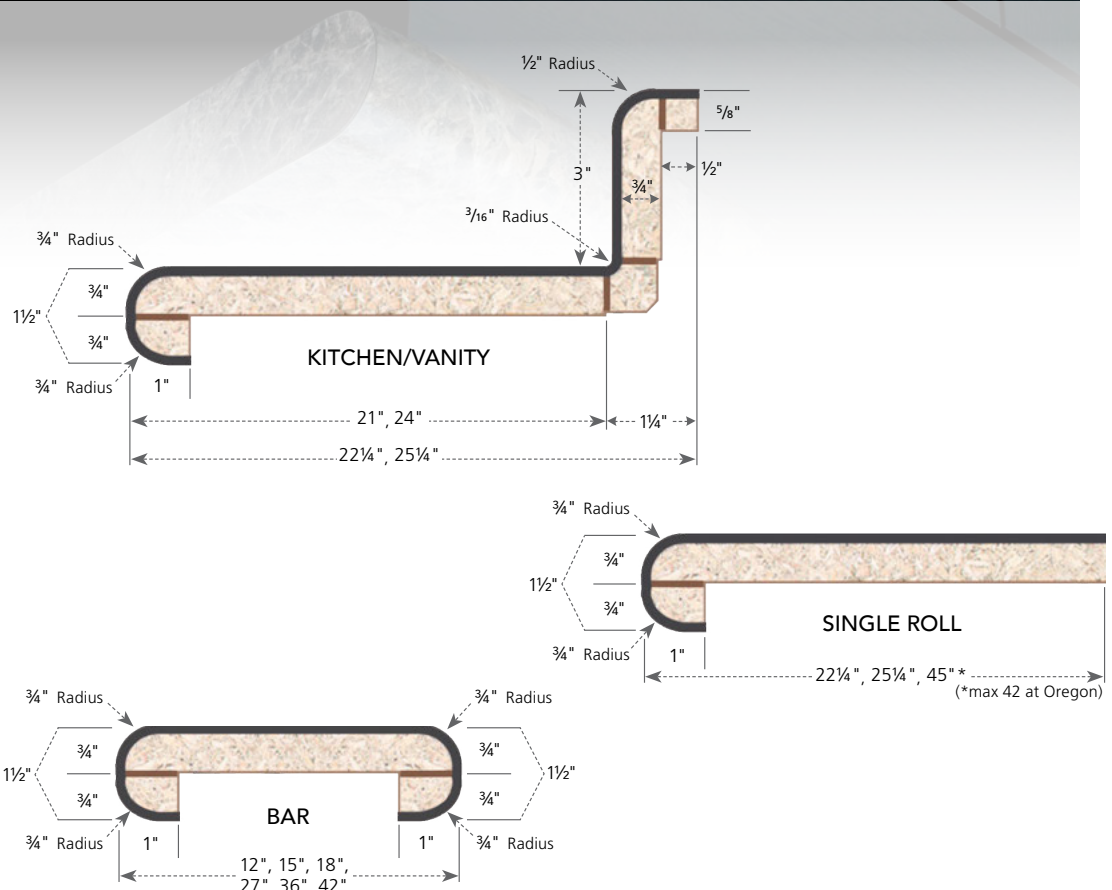 ½" Radius
⅝"
3"
½"
¾"
3/16" Radius
¾" Radius
¾"
1½"
¾"
¾" Radius
1"
KITCHEN/VANITY
21", 24"
1¼"
22¼", 25¼"
¾" Radius
¾"
1½"
¾"
¾" Radius
1"
SINGLE ROLL
22¼", 25¼", 45"*
(*max 42 at Oregon)
¾" Radius
¾" Radius
¾"
¾"
1½"
1½"
¾"
¾"
BAR
¾" Radius
1"
1"
¾" Radius
12", 15", 18",
27", 36", 42"